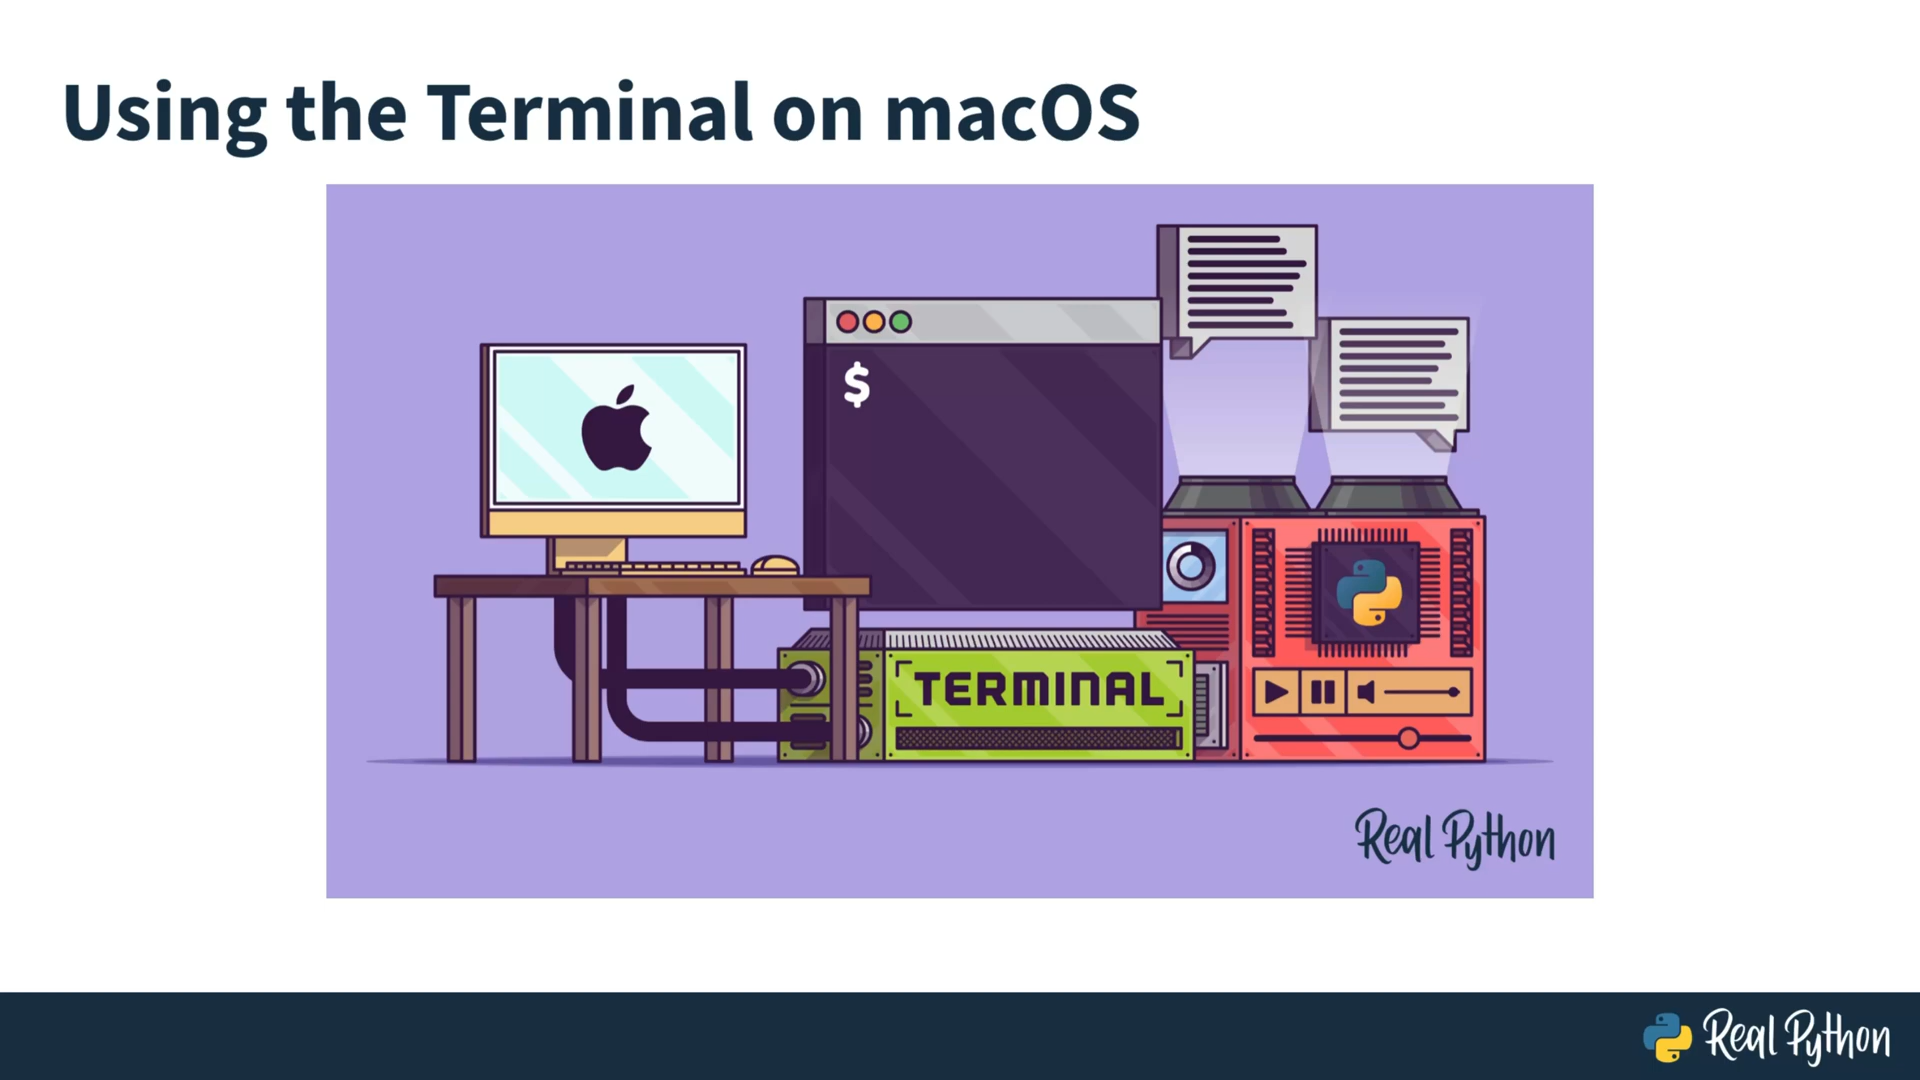 Using the Terminal on macOS
$
TERMINAL
Real Python
Real Python